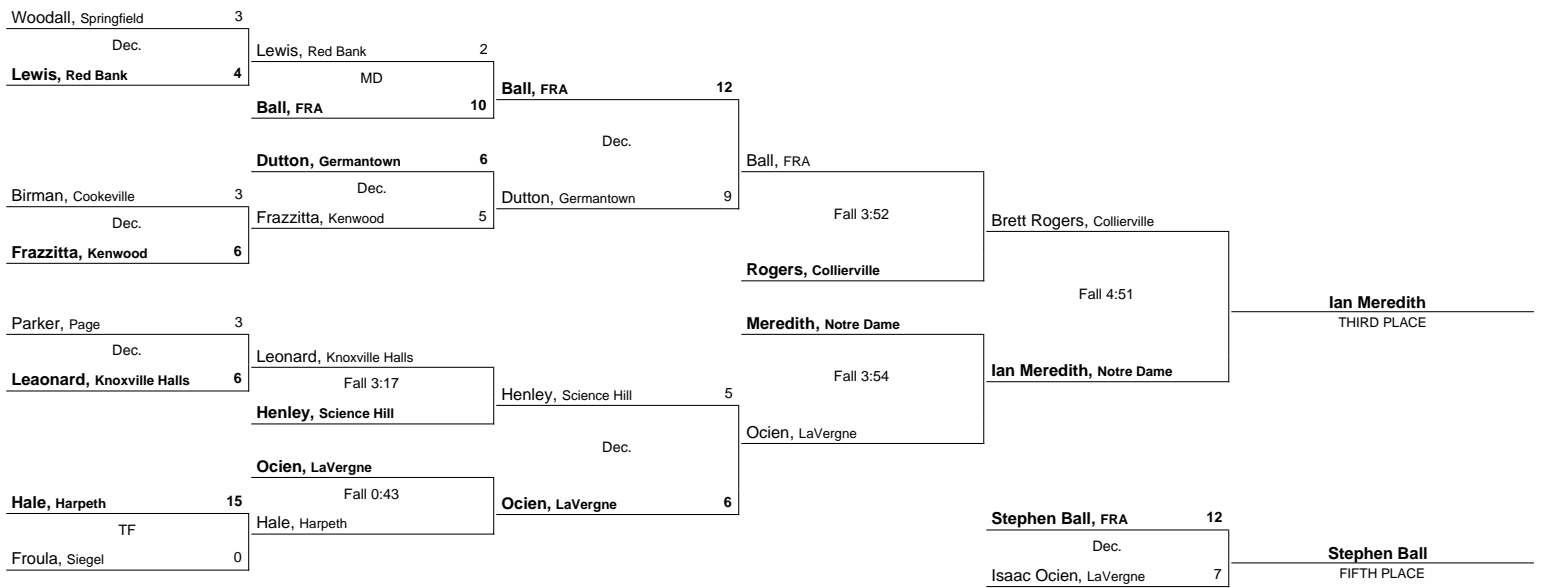 Woodall, Springfield 3
Dec.
Lewis, Red Bank 4
Birman, Cookeville 3
Dec.
Frazzitta, Kenwood 6
Parker, Page 3
Dec.
Leaonard, Knoxville Halls 6
Hale, Harpeth 15
TF
Froula, Siegel 0
Lewis, Red Bank 2
MD
Ball, FRA 10
Dutton, Germantown 6
Dec.
Frazzitta, Kenwood 5
Leonard, Knoxville Halls
Fall 3:17
Henley, Science Hill
Ocien, LaVergne
Fall 0:43
Hale, Harpeth
Ball, FRA 12
Dec.
Dutton, Germantown 9
Henley, Science Hill 5
Dec.
Ocien, LaVergne 6
Ball, FRA
Fall 3:52
Rogers, Collierville
Meredith, Notre Dame
Fall 3:54
Ocien, LaVergne
Brett Rogers, Collierville
Fall 4:51
Ian Meredith, Notre Dame
Ian Meredith
THIRD PLACE
Stephen Ball, FRA 12
Dec.
Isaac Ocien, LaVergne 7
Stephen Ball
FIFTH PLACE